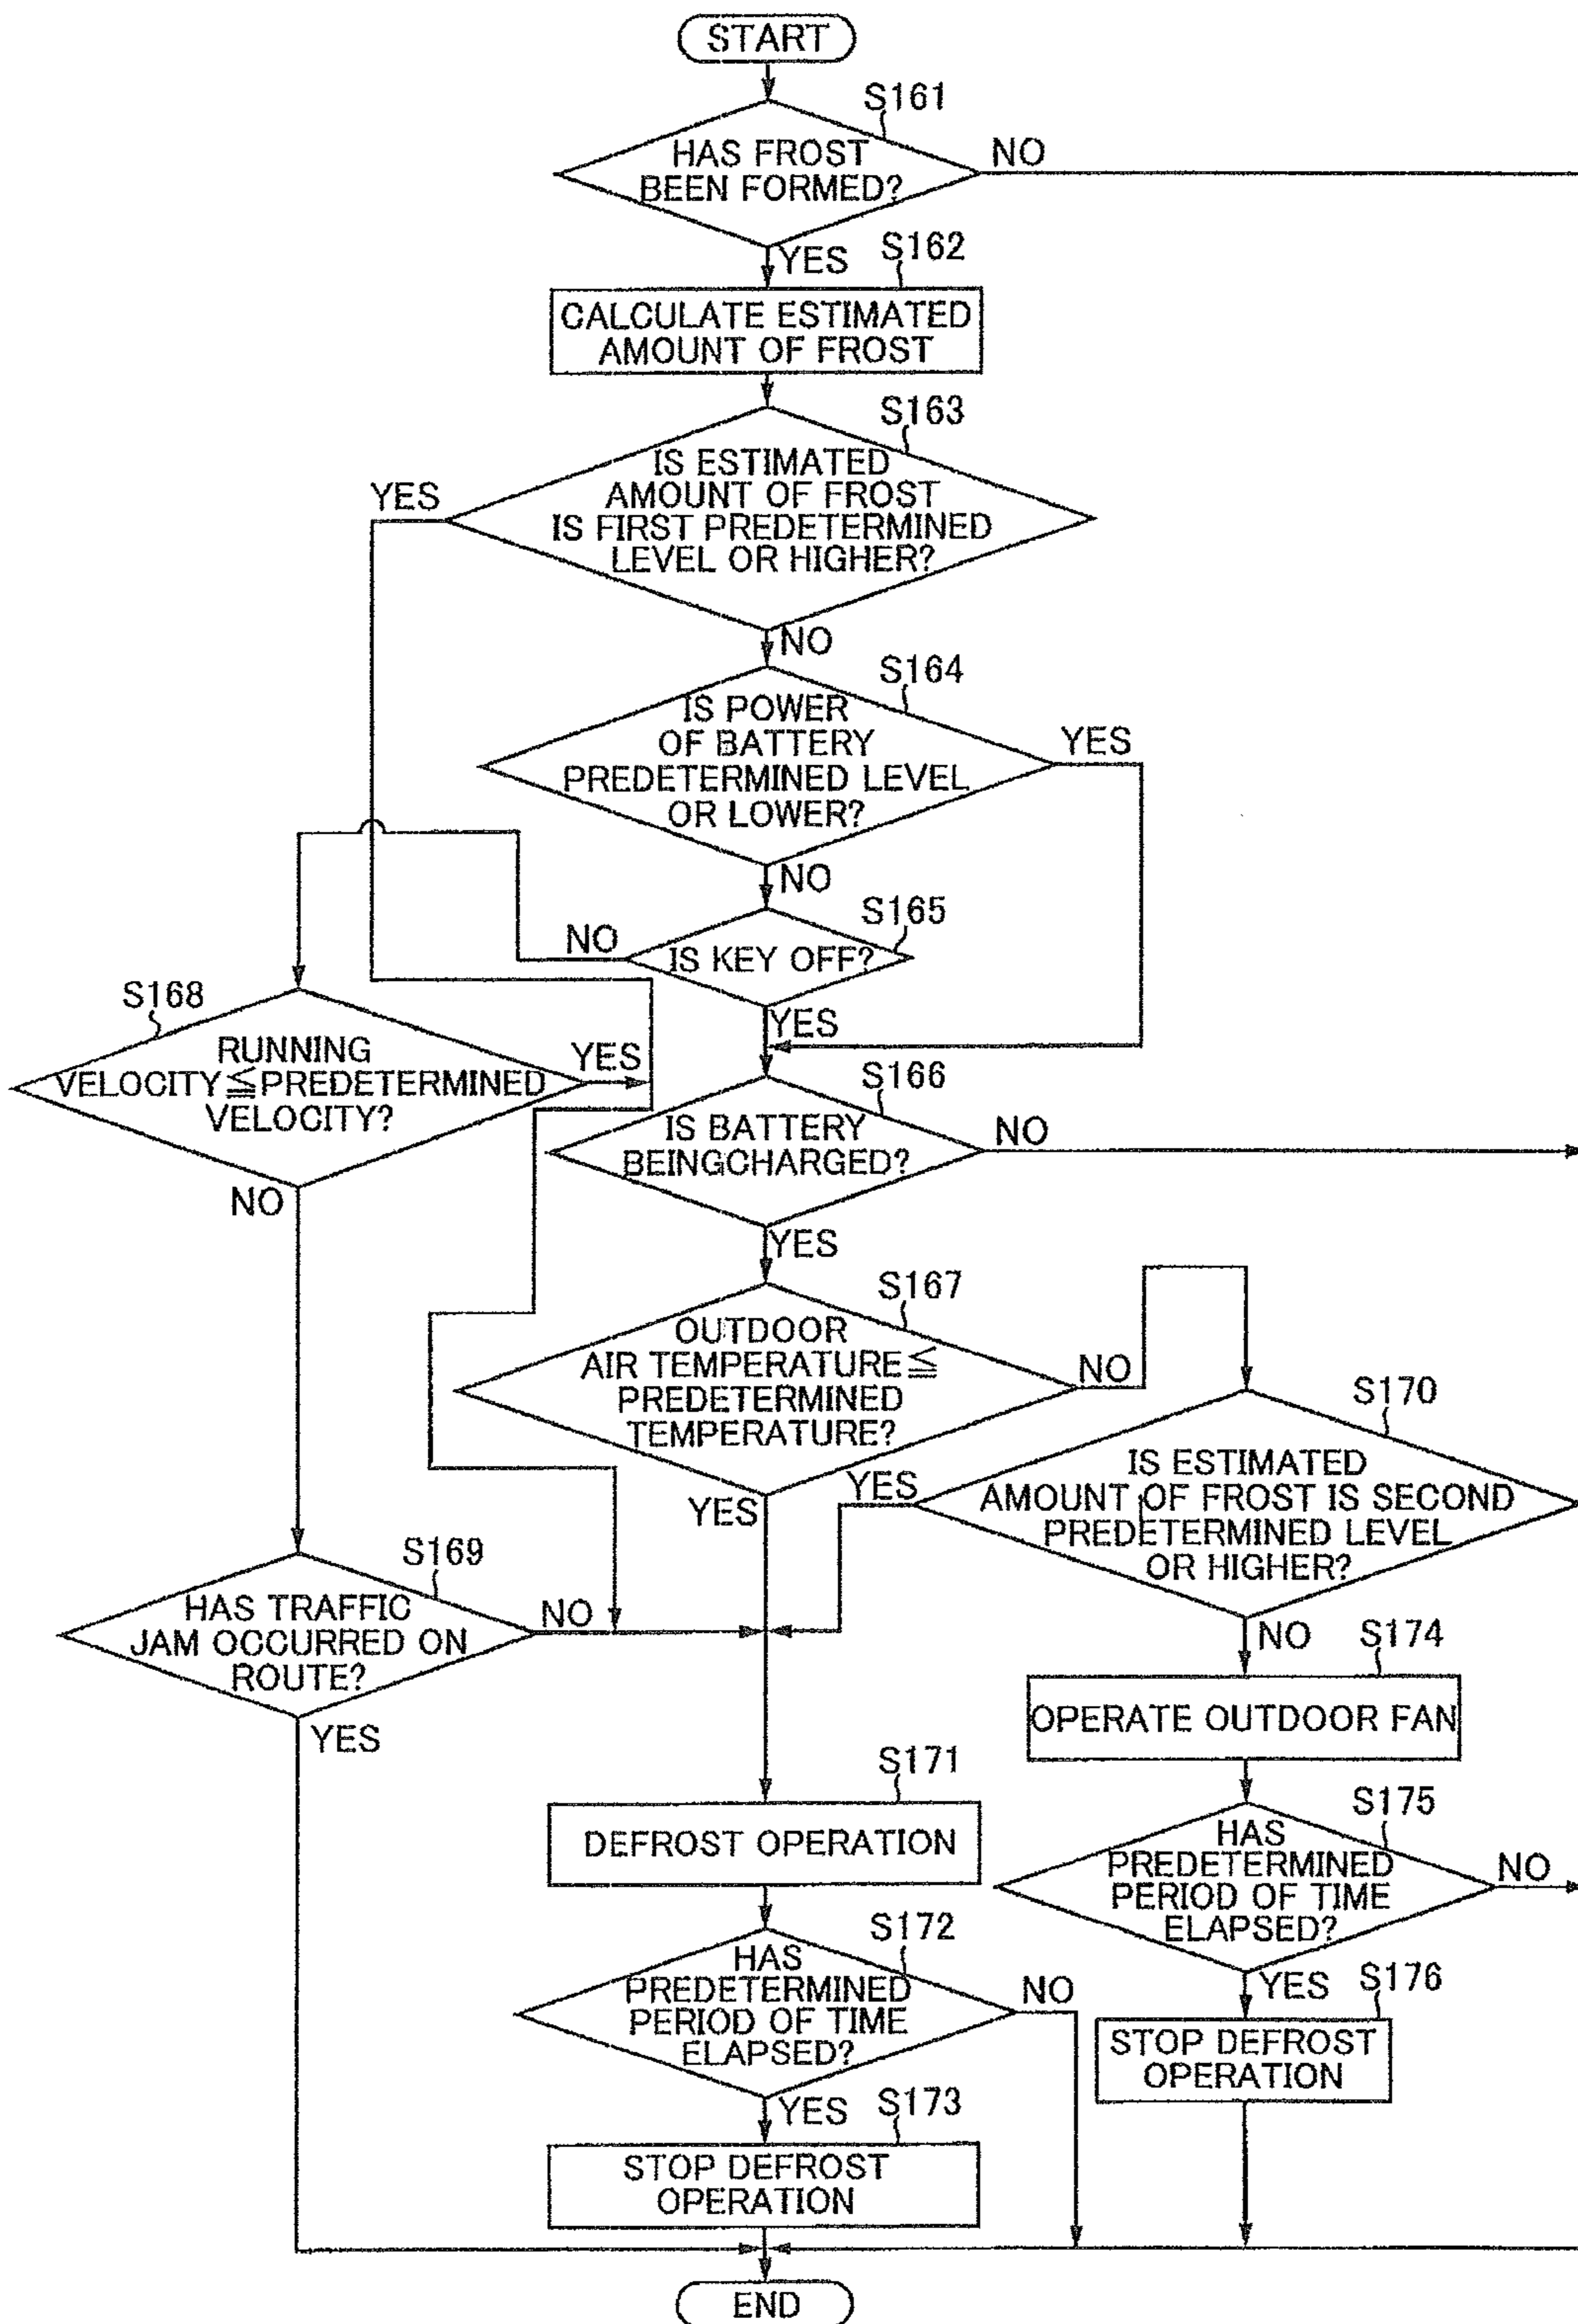 START
S161
HAS FROST
BEEN FORMED?
NO
YES
S162
CALCULATE ESTIMATED
AMOUNT OF FROST
S163
IS ESTIMATED
AMOUNT OF FROST
IS FIRST PREDETERMINED
LEVEL OR HIGHER?
YES
NO
S164
IS POWER
OF BATTERY
PREDETERMINED LEVEL
OR LOWER?
YES
NO
S165
IS KEY OFF?
NO
YES
S168
RUNNING
VELOCITY≦PREDETERMINED
VELOCITY?
YES
NO
S166
IS BATTERY
BEINGCHARGED?
NO
YES
S167
OUTDOOR
AIR TEMPERATURE≦
PREDETERMINED
TEMPERATURE?
NO
YES
S170
IS ESTIMATED
AMOUNT OF FROST IS SECOND
PREDETERMINED LEVEL
OR HIGHER?
YES
NO
S169
HAS TRAFFIC
JAM OCCURRED ON
ROUTE?
NO
YES
S174
OPERATE OUTDOOR FAN
S171
DEFROST OPERATION
S175
HAS
PREDETERMINED
PERIOD OF TIME
ELAPSED?
NO
YES
S172
HAS
PREDETERMINED
PERIOD OF TIME
ELAPSED?
NO
YES
S176
STOP DEFROST
OPERATION
S173
STOP DEFROST
OPERATION
END